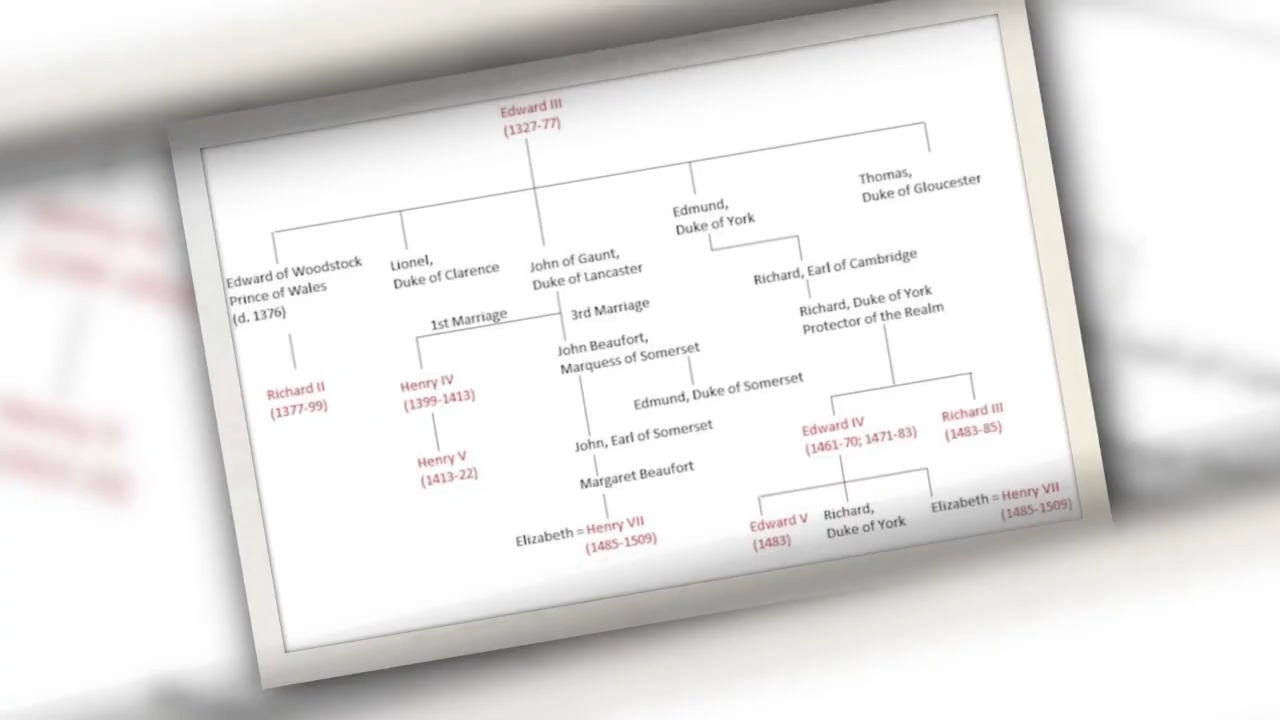 Edward III
(1327-77)
Edward of Woodstock
Prince of Wales
(d. 1376)
Lionel,
Duke of Clarence
John of Gaunt,
Duke of Lancaster
Edmund,
Duke of York
Thomas,
Duke of Gloucester
1st Marriage
3rd Marriage
Richard, Earl of Cambridge
Richard, Duke of York
Protector of the Realm
John Beaufort,
Marquess of Somerset
Richard II
(1377-99)
Henry IV
(1399-1413)
Edmund, Duke of Somerset
Henry V
(1413-22)
John, Earl of Somerset
Margaret Beaufort
Edward IV
(1461-70; 1471-83)
Richard III
(1483-85)
Elizabeth = Henry VII
(1485-1509)
Edward V
(1483)
Richard,
Duke of York
Elizabeth = Henry VII
(1485-1509)